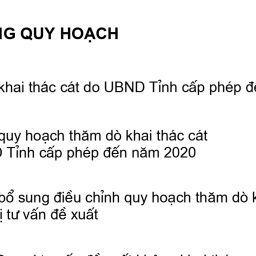 NG QUY HOẠCH
khai thác cát do UBND Tỉnh cấp phép đ
quy hoạch thăm dò khai thác cát
Tỉnh cấp phép đến năm 2020
bổ sung điều chỉnh quy hoạch thăm dò k
ị tư vấn đề xuất